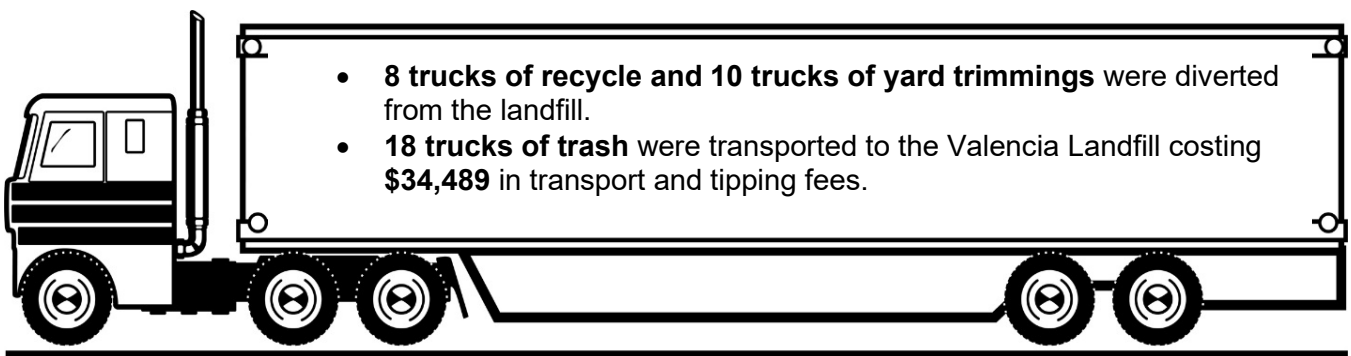 • 8 trucks of recycle and 10 trucks of yard trimmings were diverted
from the landfill.
• 18 trucks of trash were transported to the Valencia Landfill costing
$34,489 in transport and tipping fees.